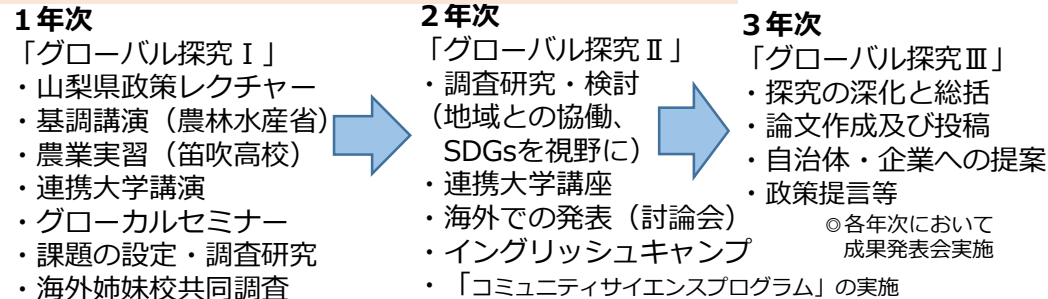 1年次
「グローバル探究Ⅰ」
・山梨県政策レクチャー
・基調講演（農林水産省）
・農業実習（笛吹高校）
・連携大学講演
・グローカルセミナー
・課題の設定・調査研究
・海外姉妹校共同調査
2年次
「グローバル探究Ⅱ」
・調査研究・検討
（地域との協働、
SDGsを視野に）
・連携大学講座
・海外での発表（討論会）
・イングリッシュキャンプ
・「コミュニティサイエンスプログラム」の実施
3年次
「グローバル探究Ⅲ」
・探究の深化と総括
・論文作成及び投稿
・自治体・企業への提案
・政策提言等
◎各年次において
成果発表会実施